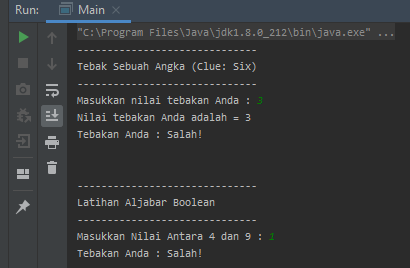 Run: Main ×
"C:\Program Files\Java\jdk1.8.0_212\bin\java.exe" ...
------------------------------
Tebak Sebuah Angka (Clue: Six)
------------------------------
Masukkan nilai tebakan Anda : 3
Nilai tebakan Anda adalah = 3
Tebakan Anda : Salah!
------------------------------
Latihan Aljabar Boolean
------------------------------
Masukkan Nilai Antara 4 dan 9 : 1
Tebakan Anda : Salah!